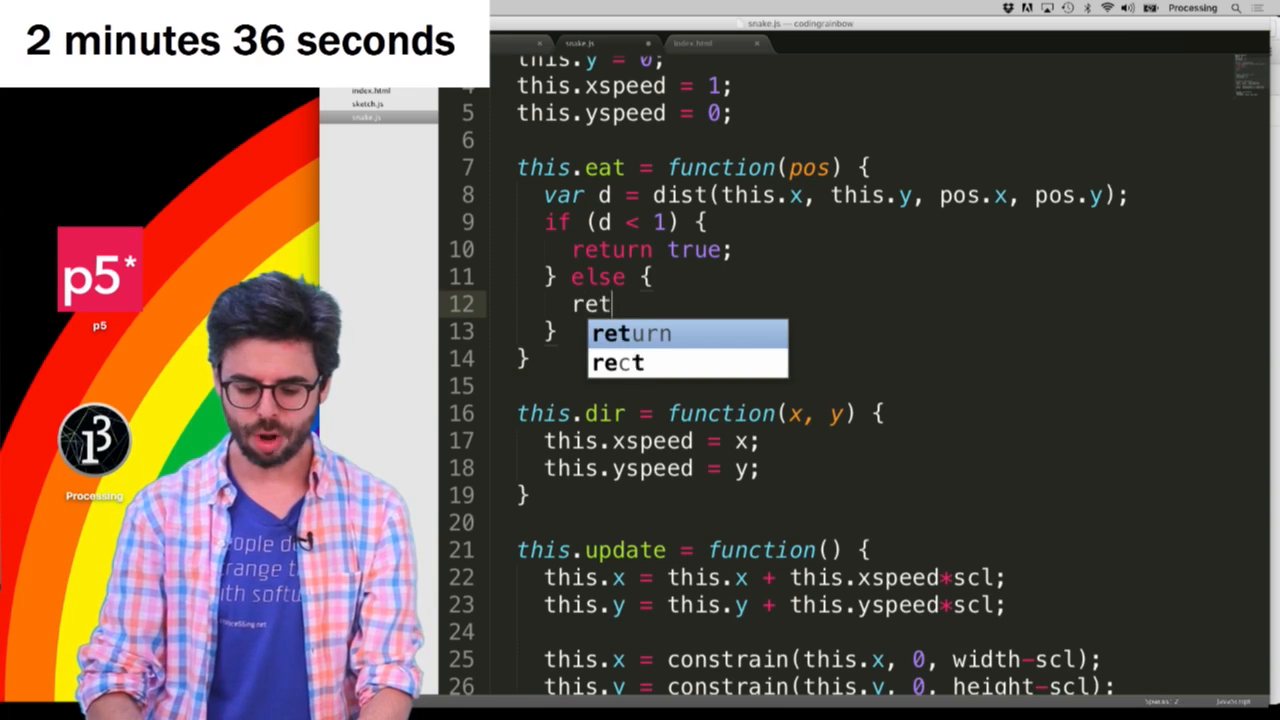 2 minutes 36 seconds
Processing
snake.js — codingrainbow
snake.js
index.html
index.html
sketch.js
snake.js
this.y = 0;
4 this.xspeed = 1;
5 this.yspeed = 0;
6
7 this.eat = function(pos) {
8 var d = dist(this.x, this.y, pos.x, pos.y);
9 if (d < 1) {
10 return true;
11 } else {
12 ret
return
rect
13 }
14 }
15
16 this.dir = function(x, y) {
17 this.xspeed = x;
18 this.yspeed = y;
19 }
20
21 this.update = function() {
22 this.x = this.x + this.xspeed*scl;
23 this.y = this.y + this.yspeed*scl;
24
25 this.x = constrain(this.x, 0, width-scl);
26 this.y = constrain(this.y, 0, height-scl);
p5*
p5
Processing
Spaces: 2
JavaScript